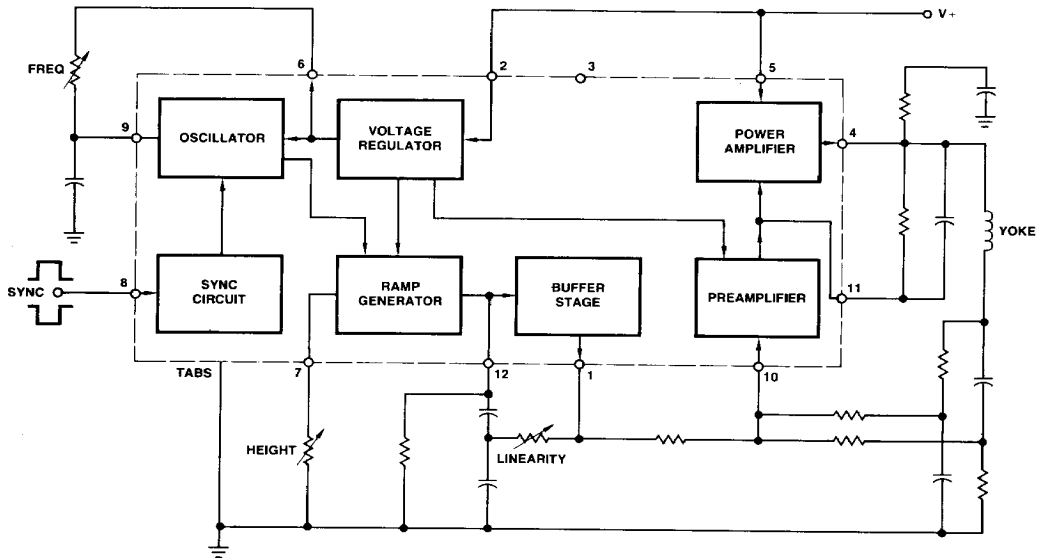 V+
FREQ
6
2
3
5
9
OSCILLATOR
VOLTAGE
REGULATOR
POWER
AMPLIFIER
4
YOKE
SYNC
8
SYNC
CIRCUIT
RAMP
GENERATOR
BUFFER
STAGE
PREAMPLIFIER
11
TABS
7
12
1
10
HEIGHT
LINEARITY